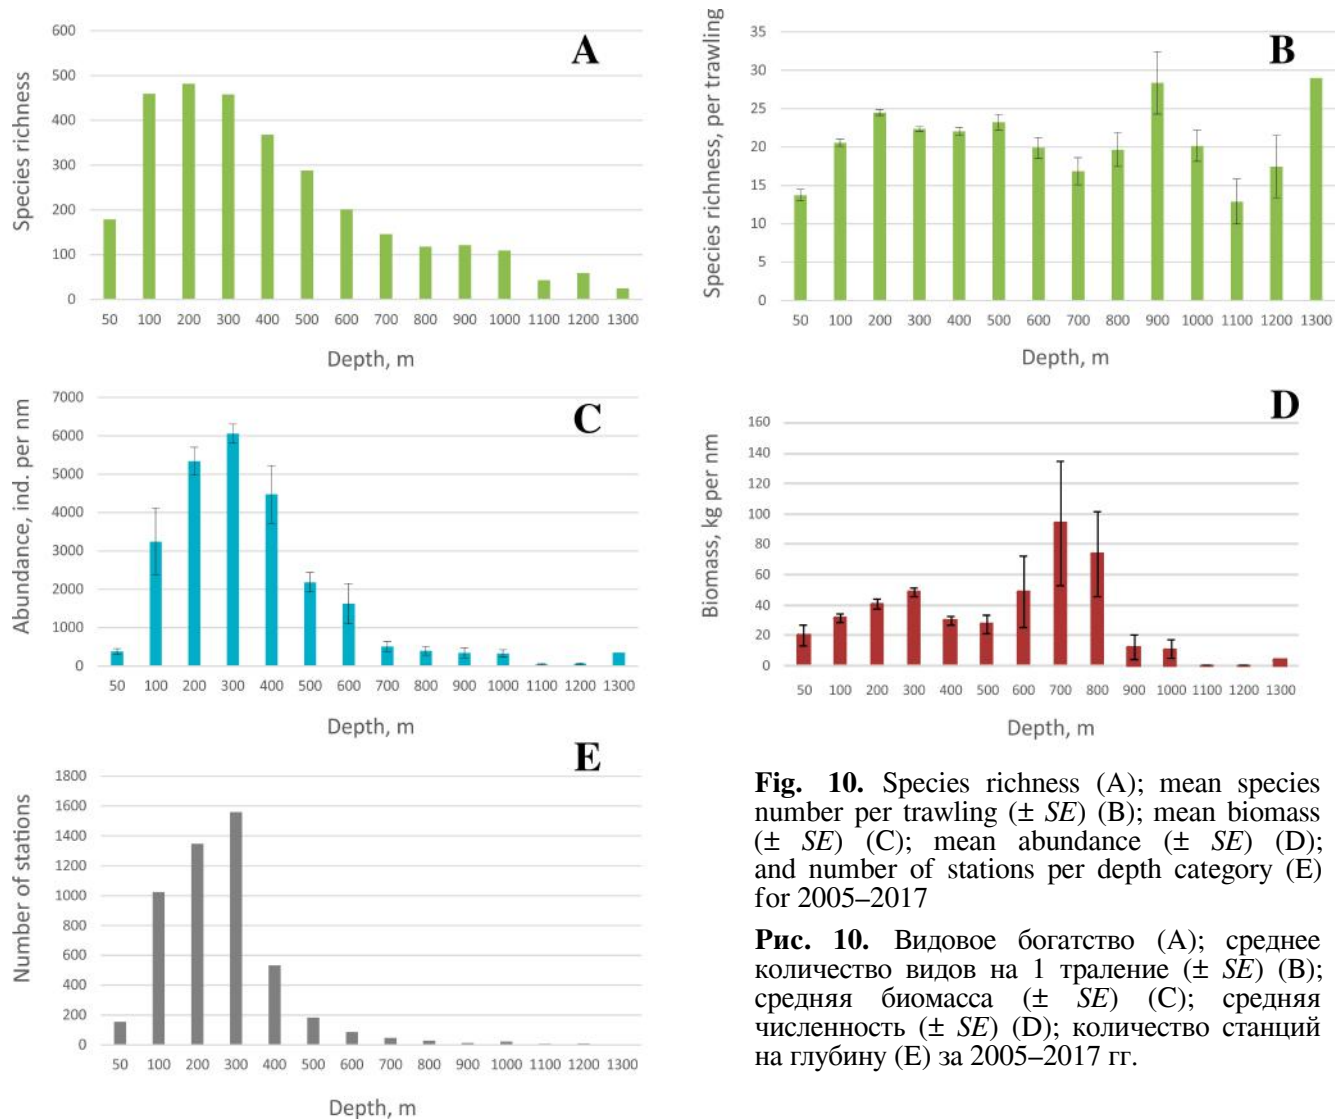 A
Species richness
600
500
400
300
200
100
0
50 100 200 300 400 500 600 700 800 900 1000 1100 1200 1300
Depth, m
B
Species richness, per trawling
35
30
25
20
15
10
5
0
50 100 200 300 400 500 600 700 800 900 1000 1100 1200 1300
Depth, m
C
Abundance, ind. per nm
7000
6000
5000
4000
3000
2000
1000
0
50 100 200 300 400 500 600 700 800 900 1000 1100 1200 1300
Depth, m
D
Biomass, kg per nm
160
140
120
100
80
60
40
20
0
50 100 200 300 400 500 600 700 800 900 1000 1100 1200 1300
Depth, m
E
Number of stations
1800
1600
1400
1200
1000
800
600
400
200
0
50 100 200 300 400 500 600 700 800 900 1000 1100 1200 1300
Depth, m
Fig. 10. Species richness (A); mean species
number per trawling (± SE) (B); mean biomass
(± SE) (C); mean abundance (± SE) (D);
and number of stations per depth category (E)
for 2005–2017
Рис. 10. Видовое богатство (A); среднее
количество видов на 1 траление (± SE) (B);
средняя биомасса (± SE) (C); средняя
численность (± SE) (D); количество станций
на глубину (E) за 2005–2017 гг.